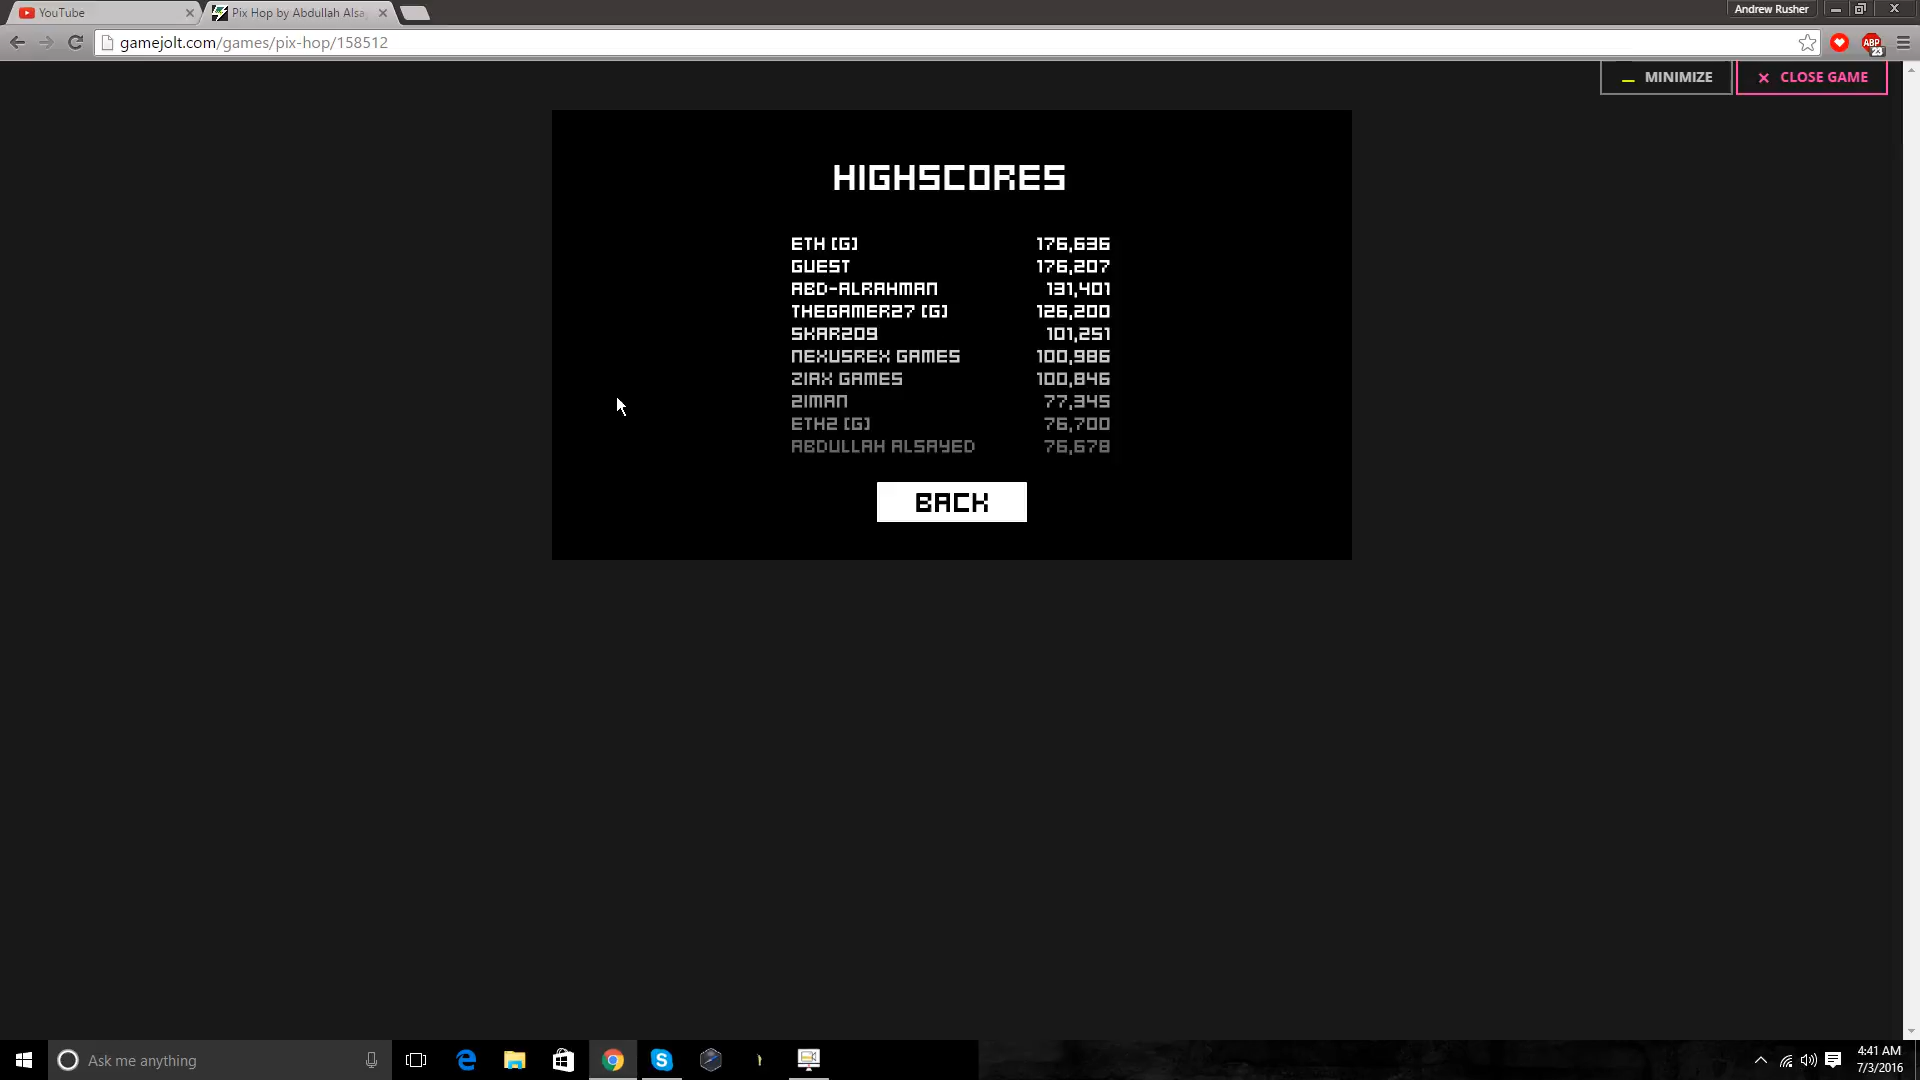 YouTube
Pix Hop by Abdullah Alsa
Andrew Rusher
gamejolt.com/games/pix-hop/158512
ABP
23
MINIMIZE
CLOSE GAME
HIGHSCORES
ETH [G] 176,636
GUEST 176,207
ABD-ALRAHMAN 131,401
THEGAMER27 [G] 126,200
SKAR209 101,251
NEXUSREX GAMES 100,986
ZIAX GAMES 100,846
ZIMAN 77,345
ETH2 [G] 76,700
ABDULLAH ALSAYED 76,678
BACK
Ask me anything
4:41 AM
7/3/2016